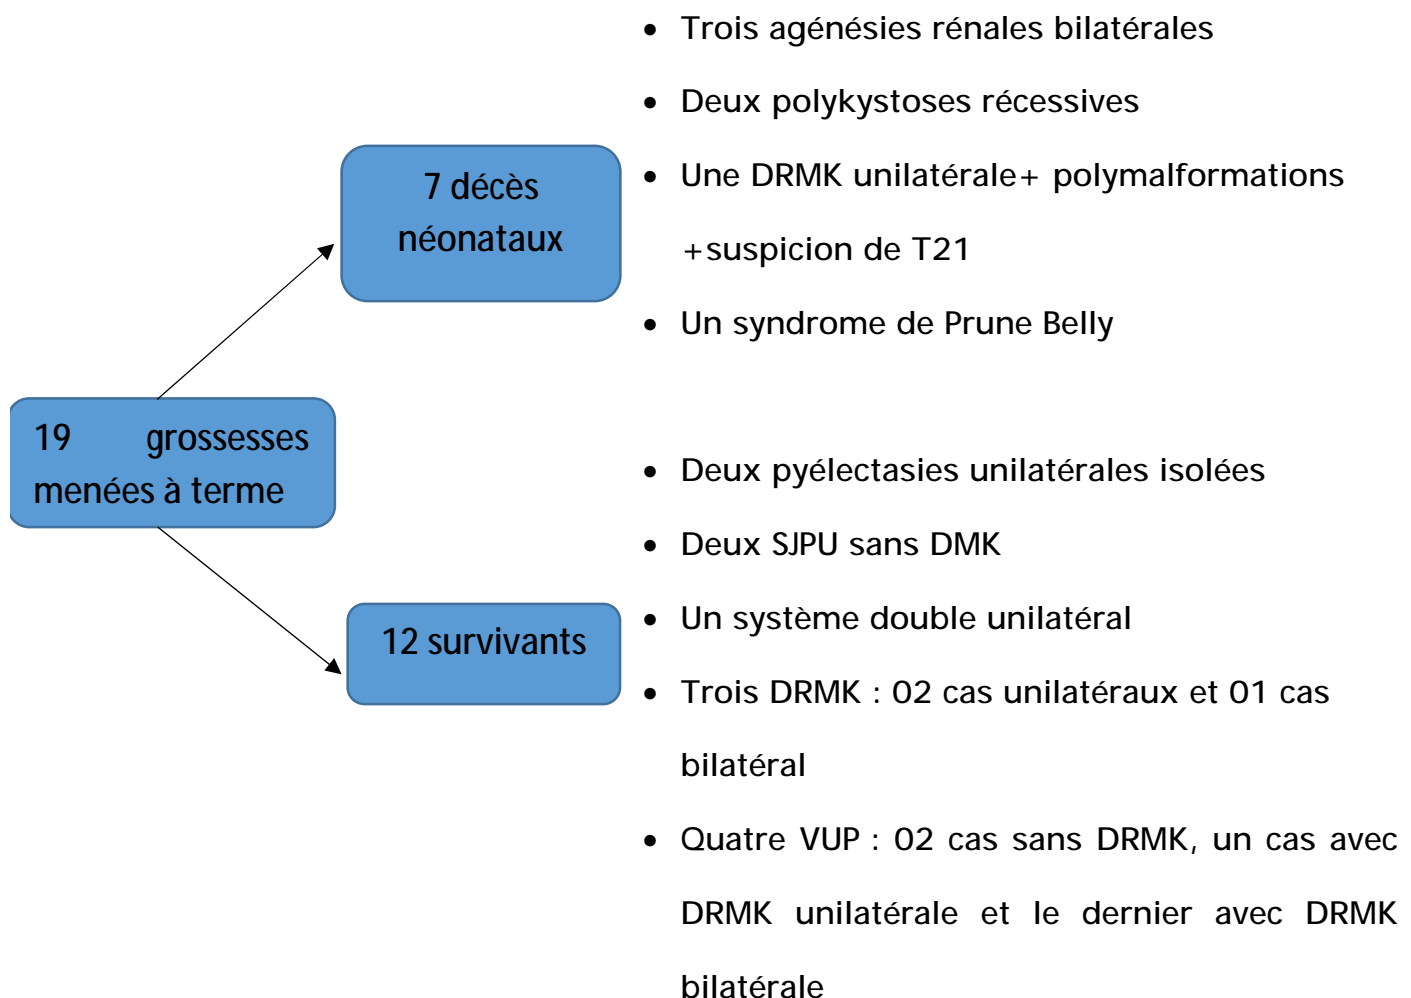 Trois agénésies rénales bilatérales
Deux polykystoses récessives
Une DRMK unilatérale+ polymalformations
+suspicion de T21
Un syndrome de Prune Belly
7 décès
néonataux
19 grossesses
menées à terme
12 survivants
Deux pyélectasies unilatérales isolées
Deux SJPU sans DMK
Un système double unilatéral
Trois DRMK : 02 cas unilatéraux et 01 cas
bilatéral
Quatre VUP : 02 cas sans DRMK, un cas avec
DRMK unilatérale et le dernier avec DRMK
bilatérale